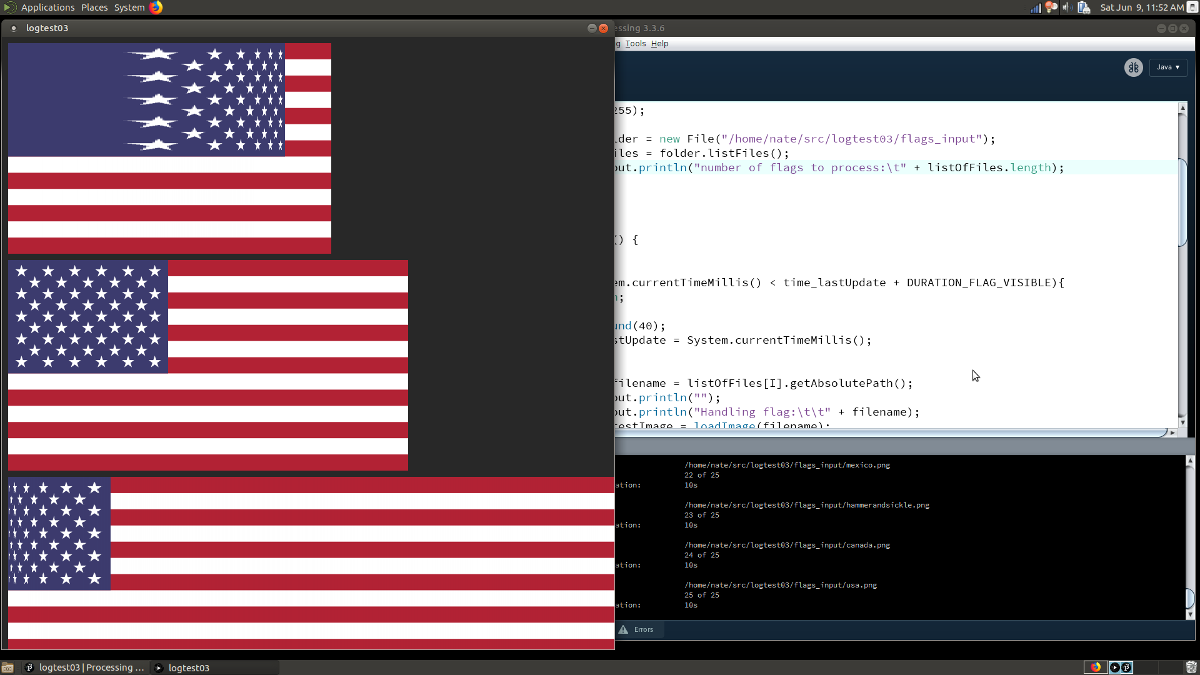 Applications Places System
Sat Jun 9, 11:52 AM
logtest03
essing 3.3.6
g Tools Help
Java
255);
der = new File("/home/nate/src/logtest03/flags_input");
iles = folder.listFiles();
out.println("number of flags to process:\t" + listOfFiles.length);
() {
em.currentTimeMillis() < time_lastUpdate + DURATION_FLAG_VISIBLE){
;
und(40);
stUpdate = System.currentTimeMillis();
filename = listOfFiles[I].getAbsolutePath();
out.println("");
out.println("Handling flag:\t\t" + filename);
estImage = loadImage(filename);
/home/nate/src/logtest03/flags_input/mexico.png
22 of 25
ation: 10s
/home/nate/src/logtest03/flags_input/hammerandsickle.png
23 of 25
ation: 10s
/home/nate/src/logtest03/flags_input/canada.png
24 of 25
ation: 10s
/home/nate/src/logtest03/flags_input/usa.png
25 of 25
ation: 10s
Errors
logtest03 | Processing ...
logtest03